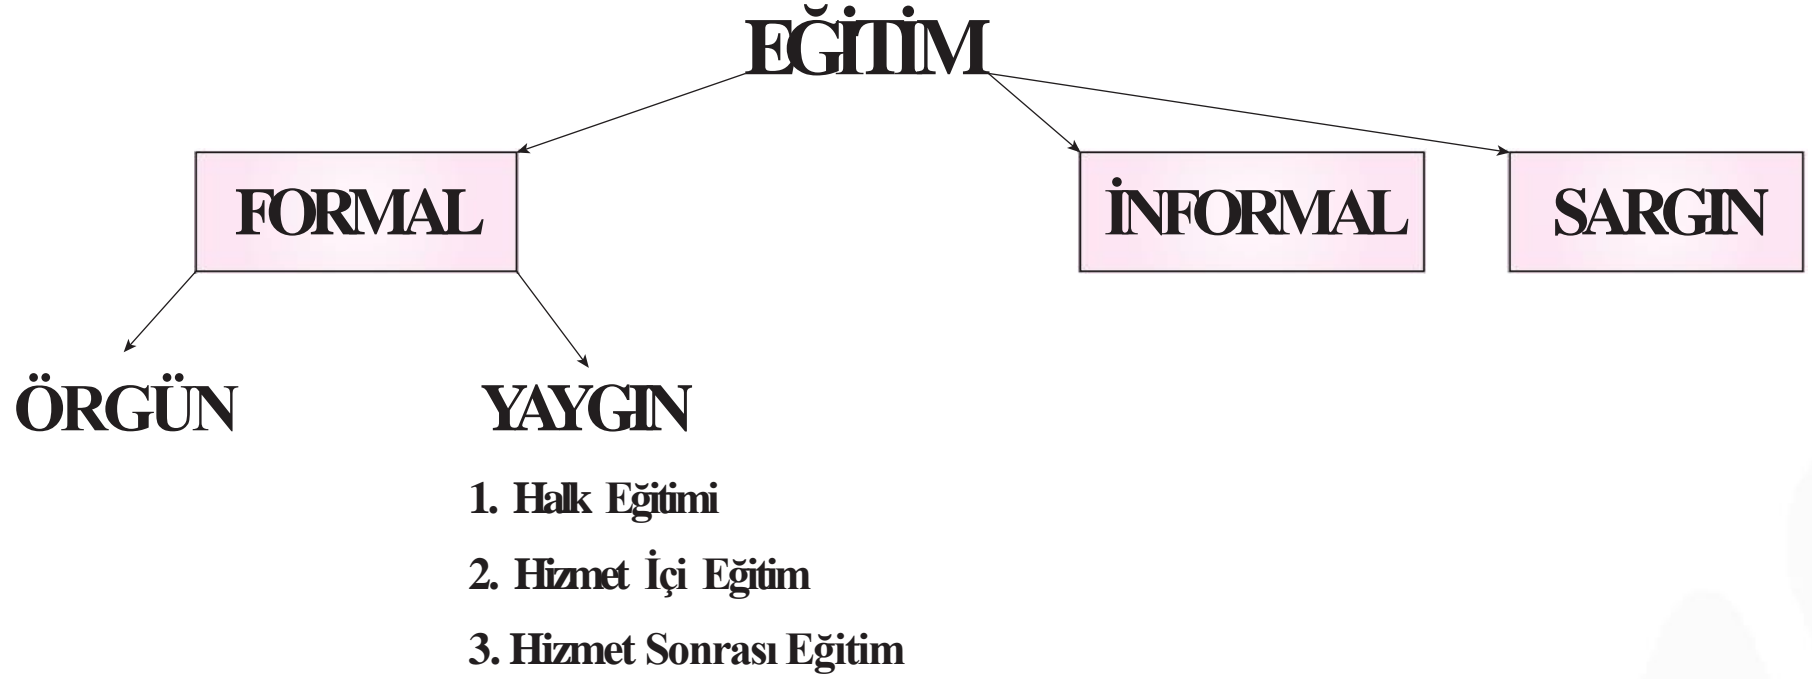 EĞİTİM
FORMAL
İNFORMAL
SARGIN
ÖRGÜN
YAYGIN
1. Halk Eğitimi
2. Hizmet İçi Eğitim
3. Hizmet Sonrası Eğitim